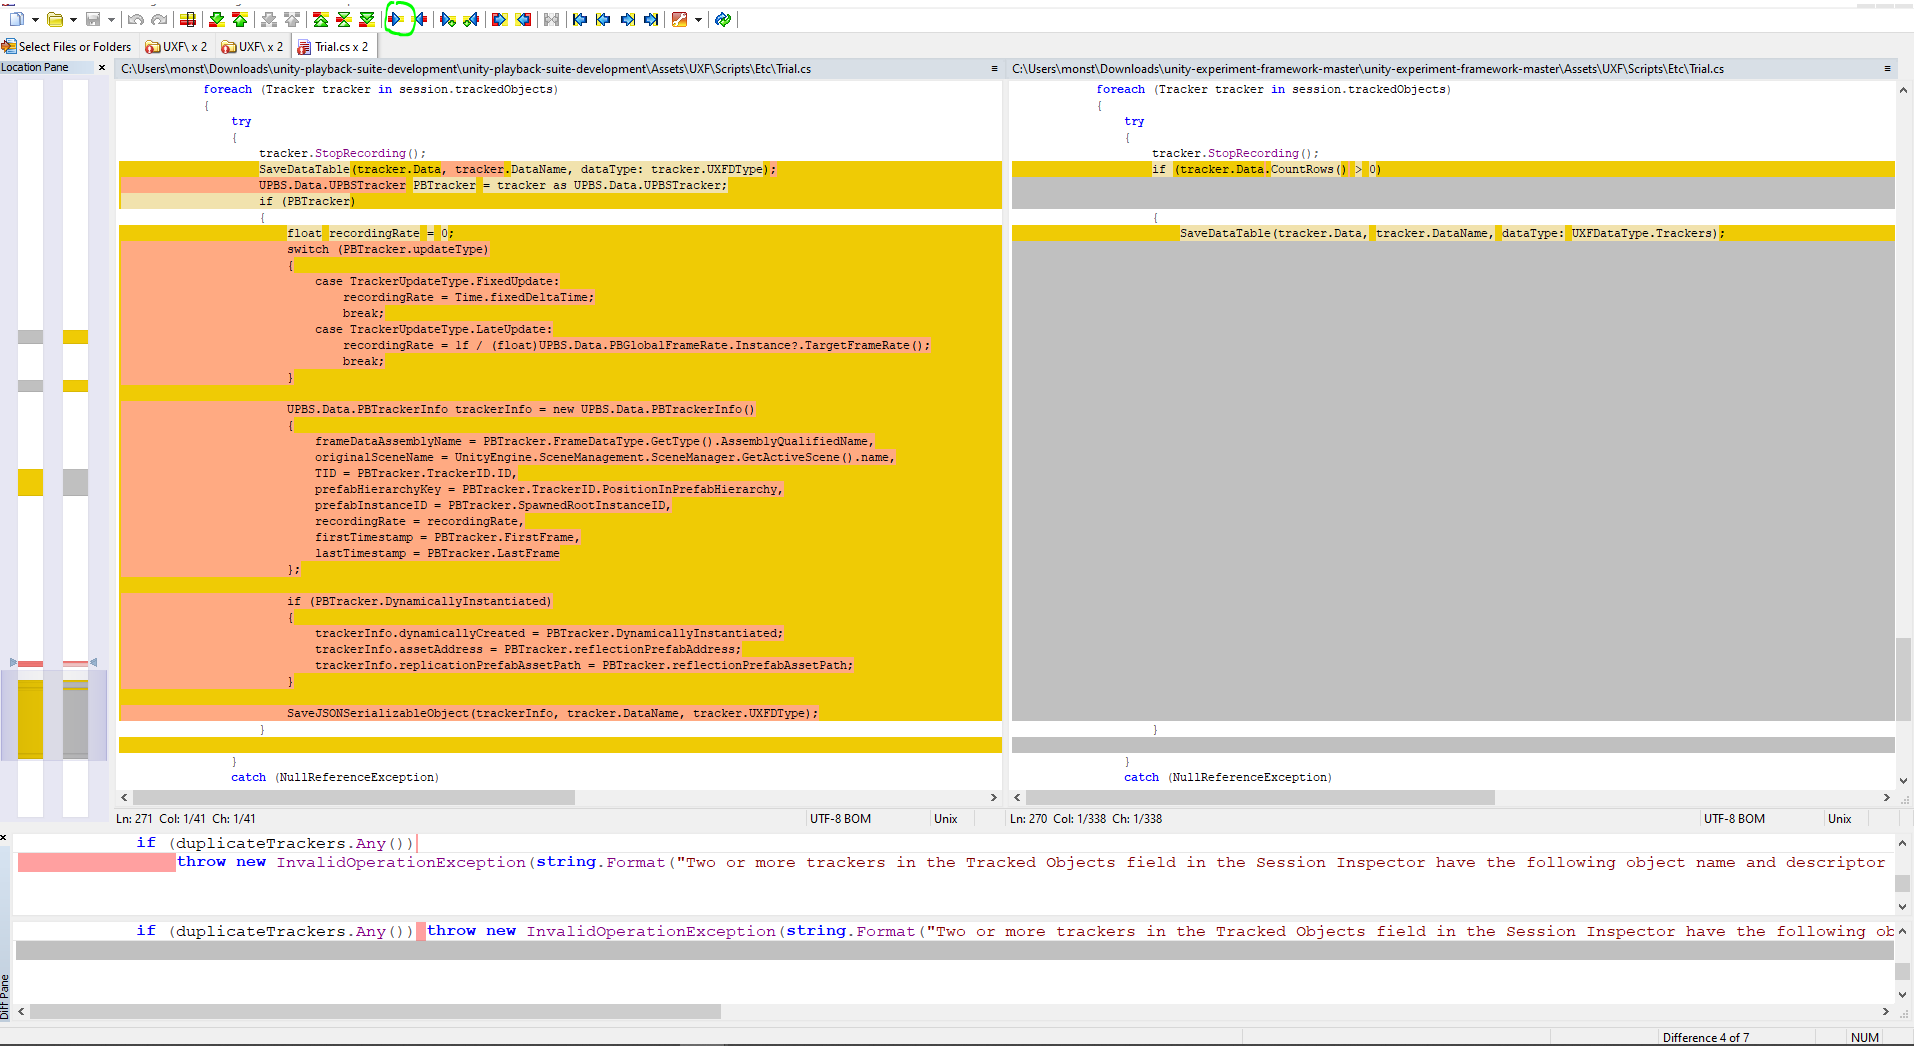 Select Files or Folders
UXF\ x 2
UXF\ x 2
Trial.cs x 2
Location Pane
x
C:\Users\monst\Downloads\unity-playback-suite-development\unity-playback-suite-development\Assets\UXF\Scripts\Etc\Trial.cs
foreach (Tracker tracker in session.trackedObjects)
{
try
{
tracker.StopRecording();
SaveDataTable(tracker.Data, tracker.DataName, dataType: tracker.UXFDType);
UPBS.Data.UPBSTracker PBTracker = tracker as UPBS.Data.UPBSTracker;
if (PBTracker)
{
float recordingRate = 0;
switch (PBTracker.updateType)
{
case TrackerUpdateType.FixedUpdate:
recordingRate = Time.fixedDeltaTime;
break;
case TrackerUpdateType.LateUpdate:
recordingRate = 1f / (float)UPBS.Data.PBGlobalFrameRate.Instance?.TargetFrameRate();
break;
}
UPBS.Data.PBTrackerInfo trackerInfo = new UPBS.Data.PBTrackerInfo()
{
frameDataAssemblyName = PBTracker.FrameDataType.GetType().AssemblyQualifiedName,
originalSceneName = UnityEngine.SceneManagement.SceneManager.GetActiveScene().name,
TID = PBTracker.TrackerID.ID,
prefabHierarchyKey = PBTracker.TrackerID.PositionInPrefabHierarchy,
prefabInstanceID = PBTracker.SpawnedRootInstanceID,
recordingRate = recordingRate,
firstTimestamp = PBTracker.FirstFrame,
lastTimestamp = PBTracker.LastFrame
};
if (PBTracker.DynamicallyInstantiated)
{
trackerInfo.dynamicallyCreated = PBTracker.DynamicallyInstantiated;
trackerInfo.assetAddress = PBTracker.reflectionPrefabAddress;
trackerInfo.replicationPrefabAssetPath = PBTracker.reflectionPrefabAssetPath;
}
SaveJSONSerializableObject(trackerInfo, tracker.DataName, tracker.UXFDType);
}
}
catch (NullReferenceException)
Ln: 271 Col: 1/41 Ch: 1/41
UTF-8 BOM
Unix
C:\Users\monst\Downloads\unity-experiment-framework-master\unity-experiment-framework-master\Assets\UXF\Scripts\Etc\Trial.cs
foreach (Tracker tracker in session.trackedObjects)
{
try
{
tracker.StopRecording();
if (tracker.Data.CountRows() > 0)
{
SaveDataTable(tracker.Data, tracker.DataName, dataType: UXFDataType.Trackers);
}
}
catch (NullReferenceException)
Ln: 270 Col: 1/338 Ch: 1/338
UTF-8 BOM
Unix
x
Diff Pane
if (duplicateTrackers.Any())
throw new InvalidOperationException(string.Format("Two or more trackers in the Tracked Objects field in the Session Inspector have the following object name and descriptor
if (duplicateTrackers.Any()) throw new InvalidOperationException(string.Format("Two or more trackers in the Tracked Objects field in the Session Inspector have the following ob
Difference 4 of 7
NUM